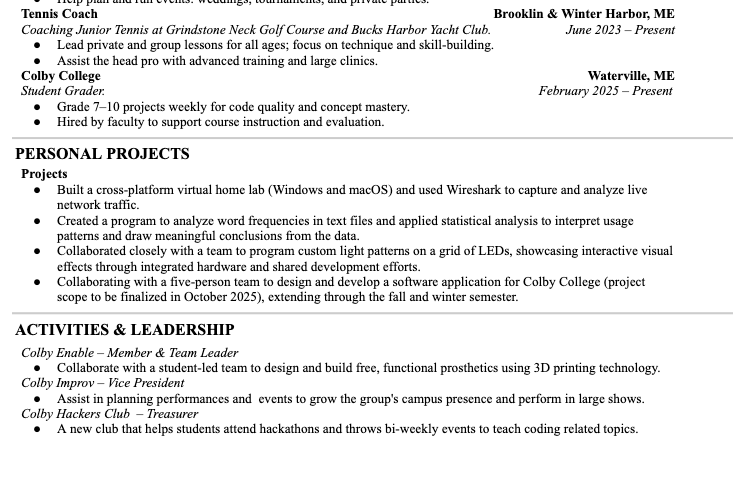 Help plan and run events: weddings, tournaments, and private parties.
Tennis Coach Brooklin & Winter Harbor, ME
Coaching Junior Tennis at Grindstone Neck Golf Course and Bucks Harbor Yacht Club. June 2023 – Present
● Lead private and group lessons for all ages; focus on technique and skill-building.
● Assist the head pro with advanced training and large clinics.
Colby College Waterville, ME
Student Grader. February 2025 – Present
● Grade 7–10 projects weekly for code quality and concept mastery.
● Hired by faculty to support course instruction and evaluation.
PERSONAL PROJECTS
Projects
● Built a cross-platform virtual home lab (Windows and macOS) and used Wireshark to capture and analyze live
network traffic.
● Created a program to analyze word frequencies in text files and applied statistical analysis to interpret usage
patterns and draw meaningful conclusions from the data.
● Collaborated closely with a team to program custom light patterns on a grid of LEDs, showcasing interactive visual
effects through integrated hardware and shared development efforts.
● Collaborating with a five-person team to design and develop a software application for Colby College (project
scope to be finalized in October 2025), extending through the fall and winter semester.
ACTIVITIES & LEADERSHIP
Colby Enable – Member & Team Leader
● Collaborate with a student-led team to design and build free, functional prosthetics using 3D printing technology.
Colby Improv – Vice President
● Assist in planning performances and  events to grow the group's campus presence and perform in large shows.
Colby Hackers Club  – Treasurer
● A new club that helps students attend hackathons and throws bi-weekly events to teach coding related topics.